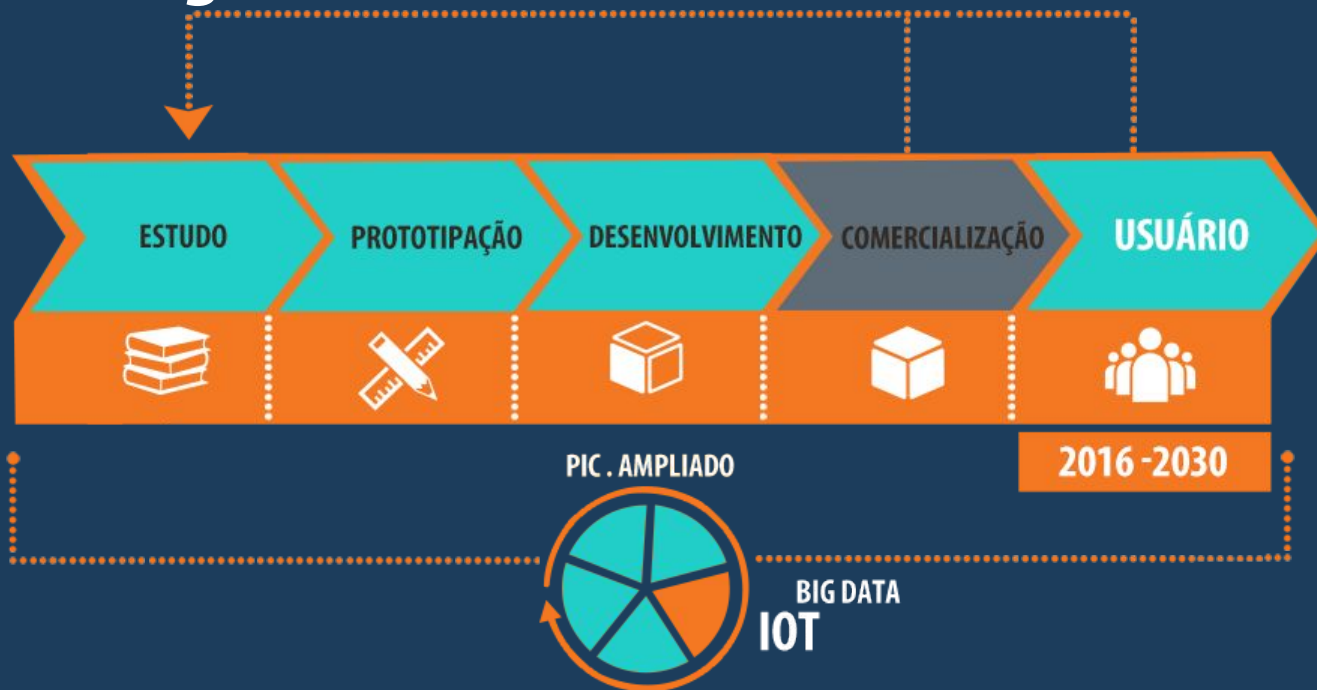 ESTUDO
PROTOTIPAÇÃO
DESENVOLVIMENTO
COMERCIALIZAÇÃO
USUÁRIO
2016 -2030
PIC . AMPLIADO
BIG DATA
IOT